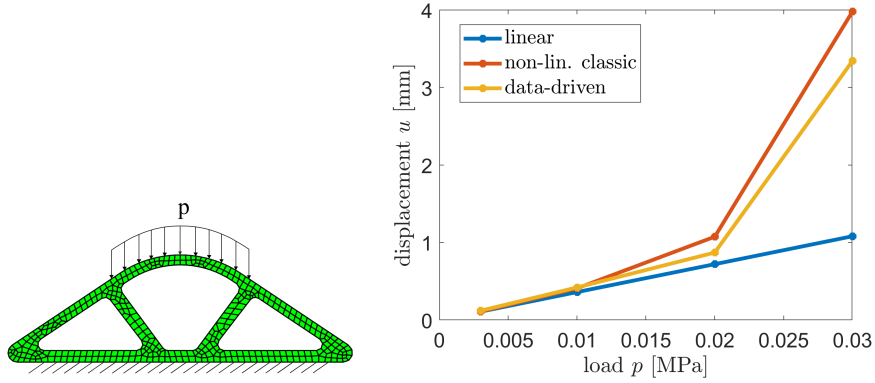 p
linear
non-lin. classic
data-driven
displacement u [mm]
4
3
2
1
0
0 0.005 0.01 0.015 0.02 0.025 0.03
load p [MPa]